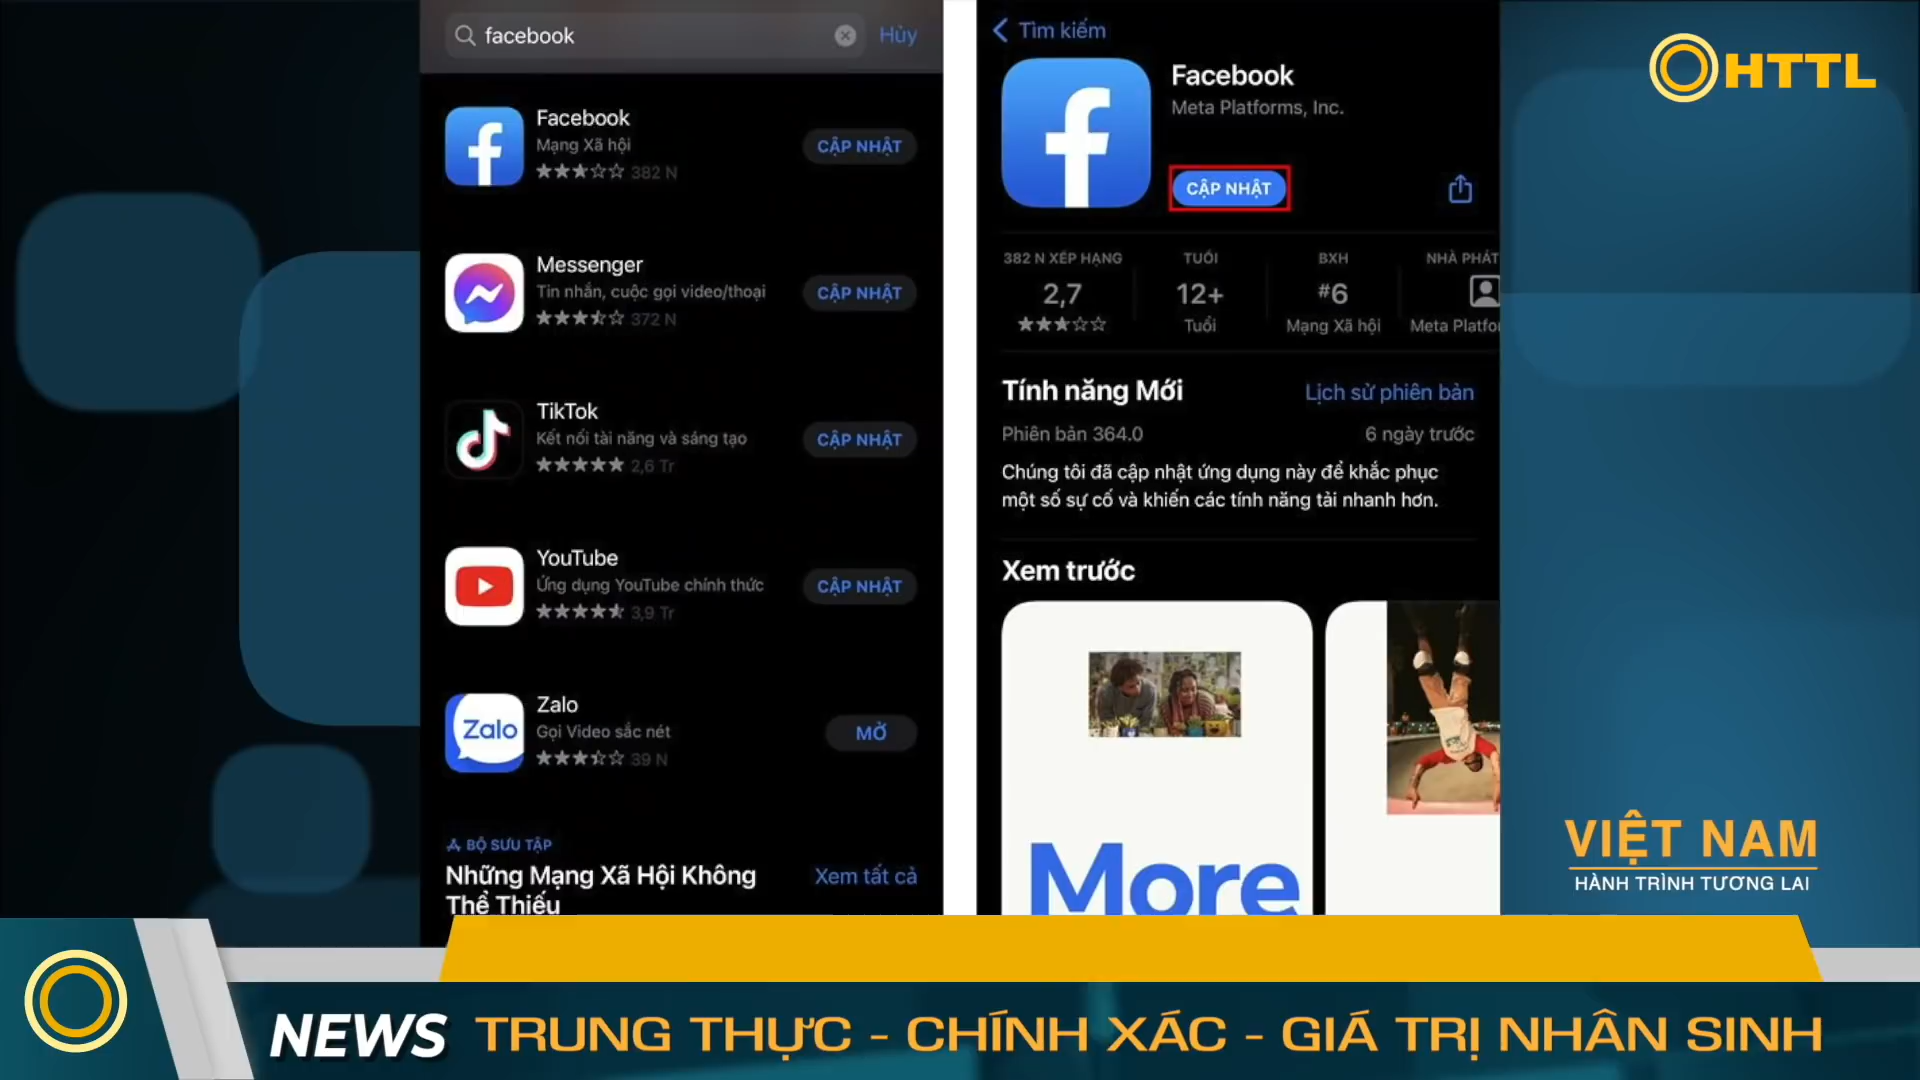 facebook
Hủy
Facebook
Mạng Xã hội
382 N
CẬP NHẬT
Messenger
Tin nhắn, cuộc gọi video/thoại
372 N
CẬP NHẬT
TikTok
Kết nối tài năng và sáng tạo
2,6 Tr
CẬP NHẬT
YouTube
Ứng dụng YouTube chính thức
3,9 Tr
CẬP NHẬT
Zalo
Zalo
Gọi Video sắc nét
39 N
MỞ
BỘ SƯU TẬP
Những Mạng Xã Hội Không
Thể Thiếu
Xem tất cả
Tìm kiếm
Facebook
Meta Platforms, Inc.
CẬP NHẬT
382 N XẾP HẠNG
2,7
TUỔI
12+
Tuổi
BXH
#6
Mạng Xã hội
NHÀ PHÁT
Meta Platfo
Tính năng Mới
Lịch sử phiên bản
Phiên bản 364.0
6 ngày trước
Chúng tôi đã cập nhật ứng dụng này để khắc phục
một số sự cố và khiến các tính năng tải nhanh hơn.
Xem trước
More
HTTL
VIỆT NAM
HÀNH TRÌNH TƯƠNG LAI
NEWS
TRUNG THỰC - CHÍNH XÁC - GIÁ TRỊ NHÂN SINH